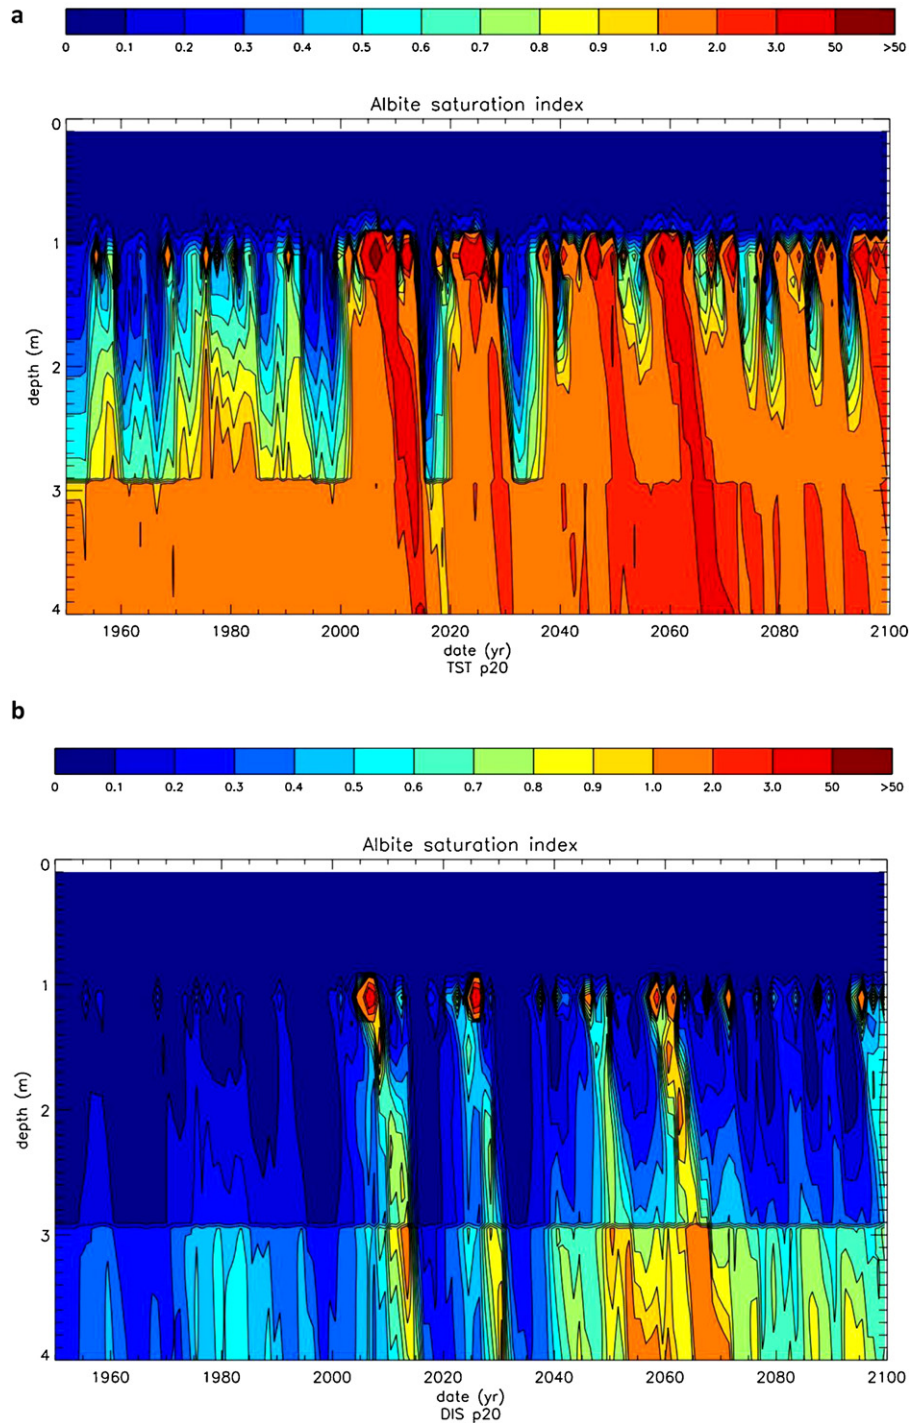 a
0 0.1 0.2 0.3 0.4 0.5 0.6 0.7 0.8 0.9 1.0 2.0 3.0 50 >50
Albite saturation index
0
1
2
3
4
depth (m)
1960 1980 2000 2020 2040 2060 2080 2100
date (yr)
TST p20
b
0 0.1 0.2 0.3 0.4 0.5 0.6 0.7 0.8 0.9 1.0 2.0 3.0 50 >50
Albite saturation index
0
1
2
3
4
depth (m)
1960 1980 2000 2020 2040 2060 2080 2100
date (yr)
DIS p20